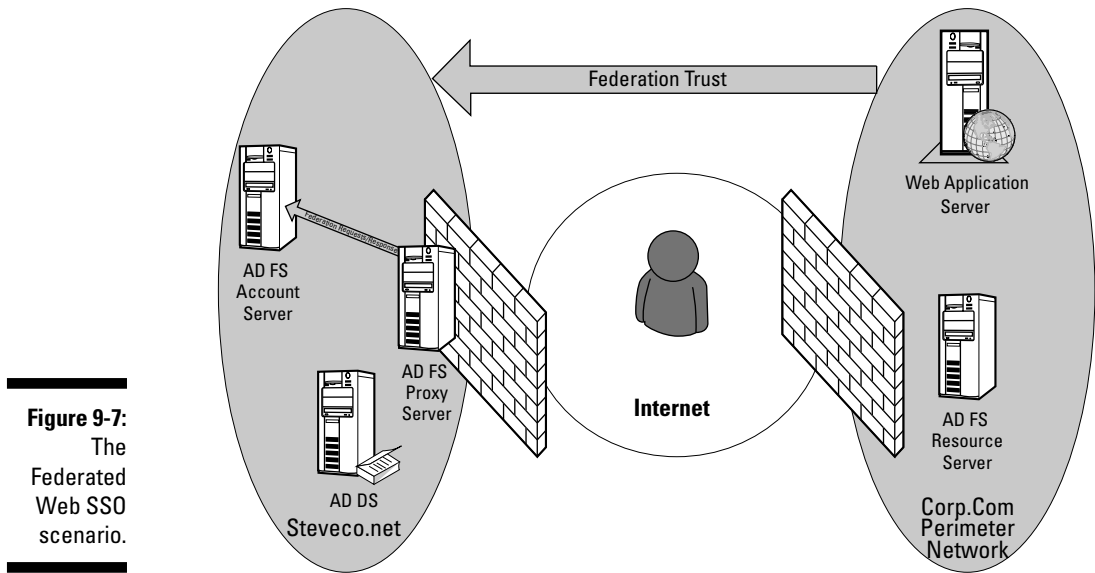 Federation Trust
Web Application
Server
AD FS
Account
Server
Federation Requests/Response
AD FS
Proxy
Server
Internet
AD FS
Resource
Server
AD DS
Steveco.net
Corp.Com
Perimeter
Network
Figure 9-7:
The
Federated
Web SSO
scenario.